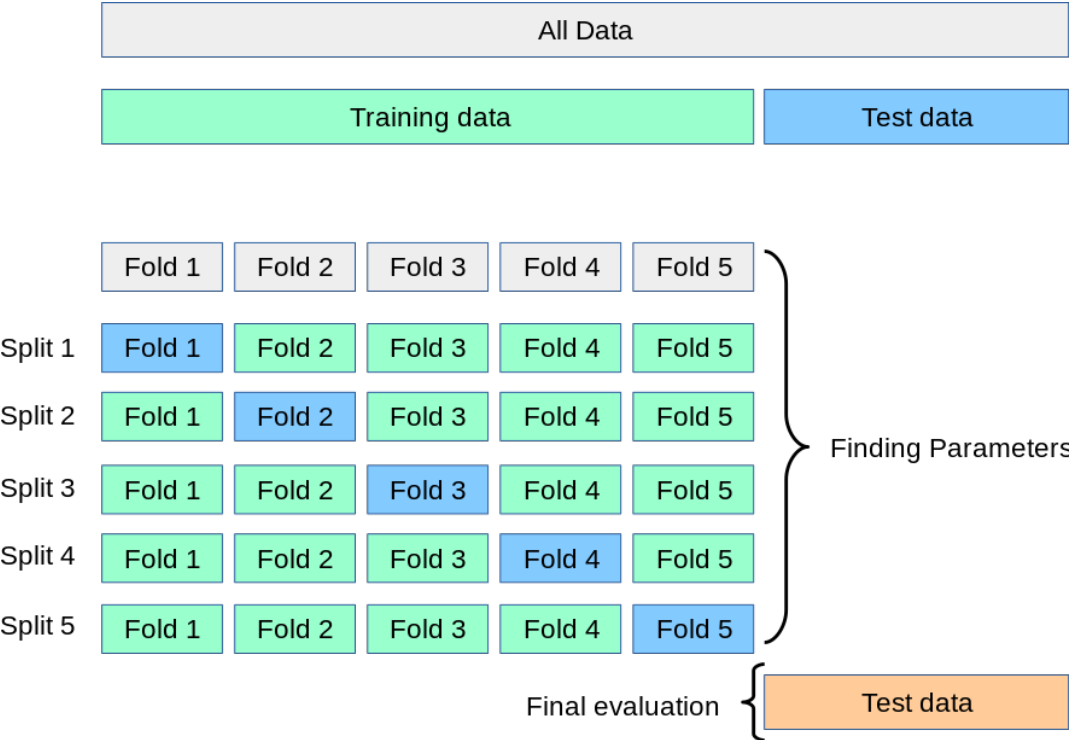 All Data
Training data Test data
Fold 1 Fold 2 Fold 3 Fold 4 Fold 5
Split 1 Fold 1 Fold 2 Fold 3 Fold 4 Fold 5
Split 2 Fold 1 Fold 2 Fold 3 Fold 4 Fold 5
Finding Parameters
Split 3 Fold 1 Fold 2 Fold 3 Fold 4 Fold 5
Split 4 Fold 1 Fold 2 Fold 3 Fold 4 Fold 5
Split 5 Fold 1 Fold 2 Fold 3 Fold 4 Fold 5
Final evaluation Test data